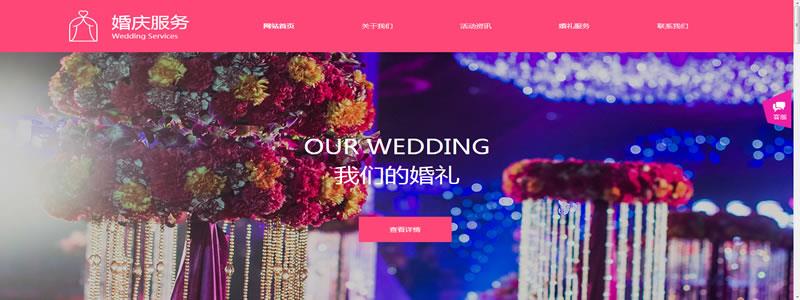 婚庆服务
Wedding Services
网站首页
关于我们
活动资讯
婚礼服务
联系我们
客服
OUR WEDDING
我们的婚礼
查看详情